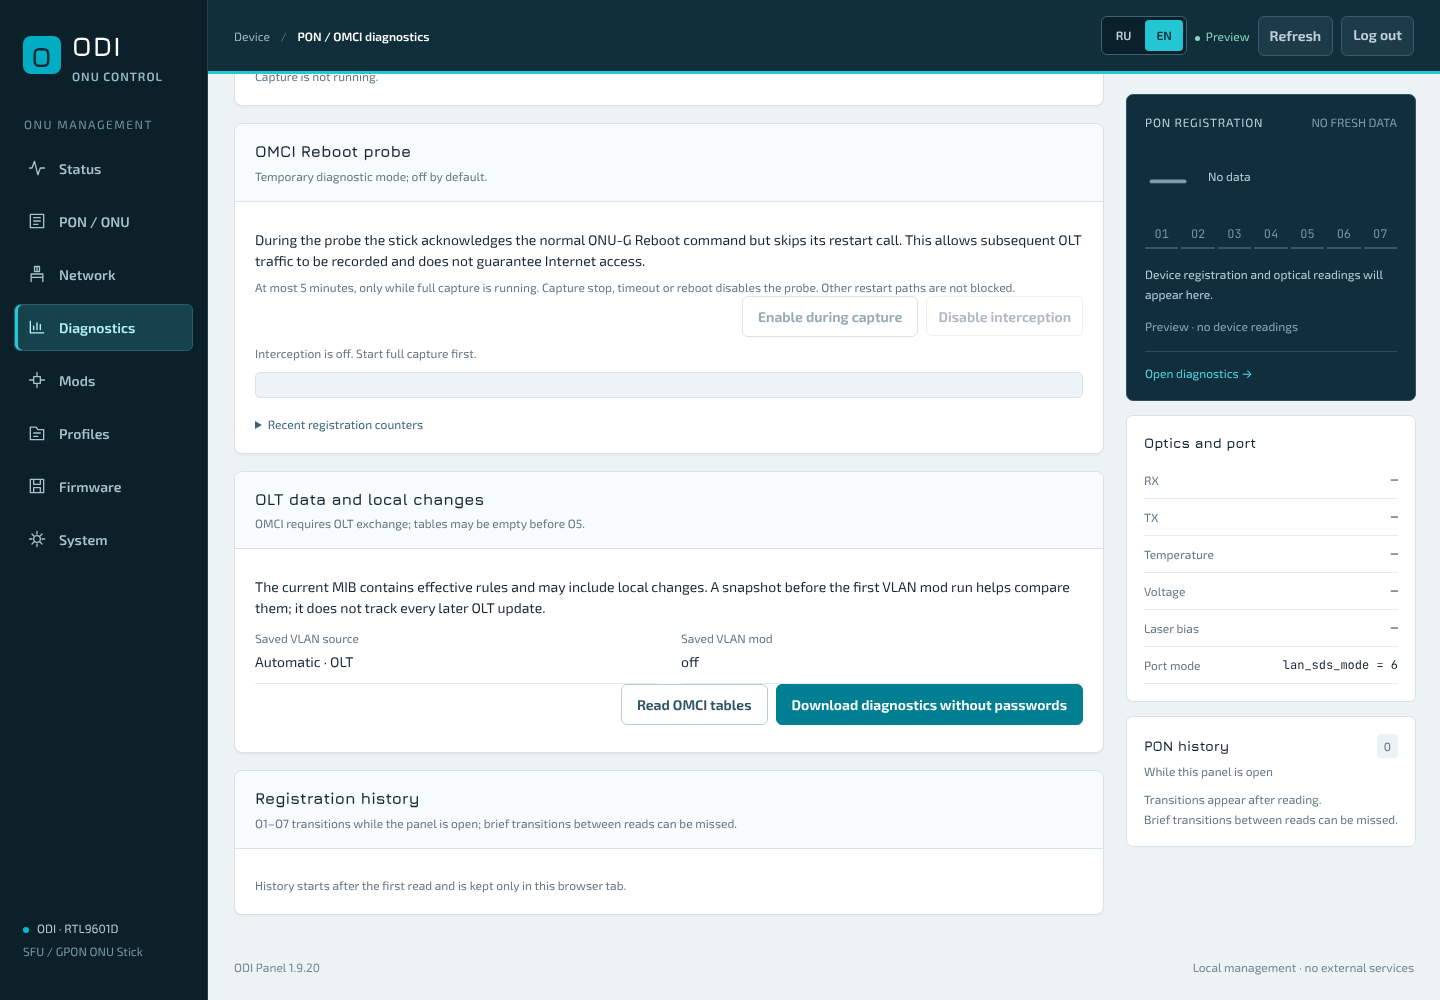 ODI
ONU CONTROL
ONU MANAGEMENT
Status
PON / ONU
Network
Diagnostics
Mods
Profiles
Firmware
System
ODI · RTL9601D
SFU / GPON ONU Stick
Device / PON / OMCI diagnostics
RU EN
Preview
Refresh
Log out
Capture is not running.
OMCI Reboot probe
Temporary diagnostic mode; off by default.
During the probe the stick acknowledges the normal ONU-G Reboot command but skips its restart call. This allows subsequent OLT
traffic to be recorded and does not guarantee Internet access.
At most 5 minutes, only while full capture is running. Capture stop, timeout or reboot disables the probe. Other restart paths are not blocked.
Enable during capture
Disable interception
Interception is off. Start full capture first.
Recent registration counters
OLT data and local changes
OMCI requires OLT exchange; tables may be empty before O5.
The current MIB contains effective rules and may include local changes. A snapshot before the first VLAN mod run helps compare
them; it does not track every later OLT update.
Saved VLAN source
Automatic · OLT
Saved VLAN mod
off
Read OMCI tables
Download diagnostics without passwords
Registration history
O1–O7 transitions while the panel is open; brief transitions between reads can be missed.
History starts after the first read and is kept only in this browser tab.
ODI Panel 1.9.20
Local management · no external services
PON REGISTRATION
NO FRESH DATA
— No data
O1 O2 O3 O4 O5 O6 O7
Device registration and optical readings will
appear here.
Preview · no device readings
Open diagnostics →
Optics and port
RX —
TX —
Temperature —
Voltage —
Laser bias —
Port mode lan_sds_mode = 6
PON history 0
While this panel is open
Transitions appear after reading.
Brief transitions between reads can be missed.